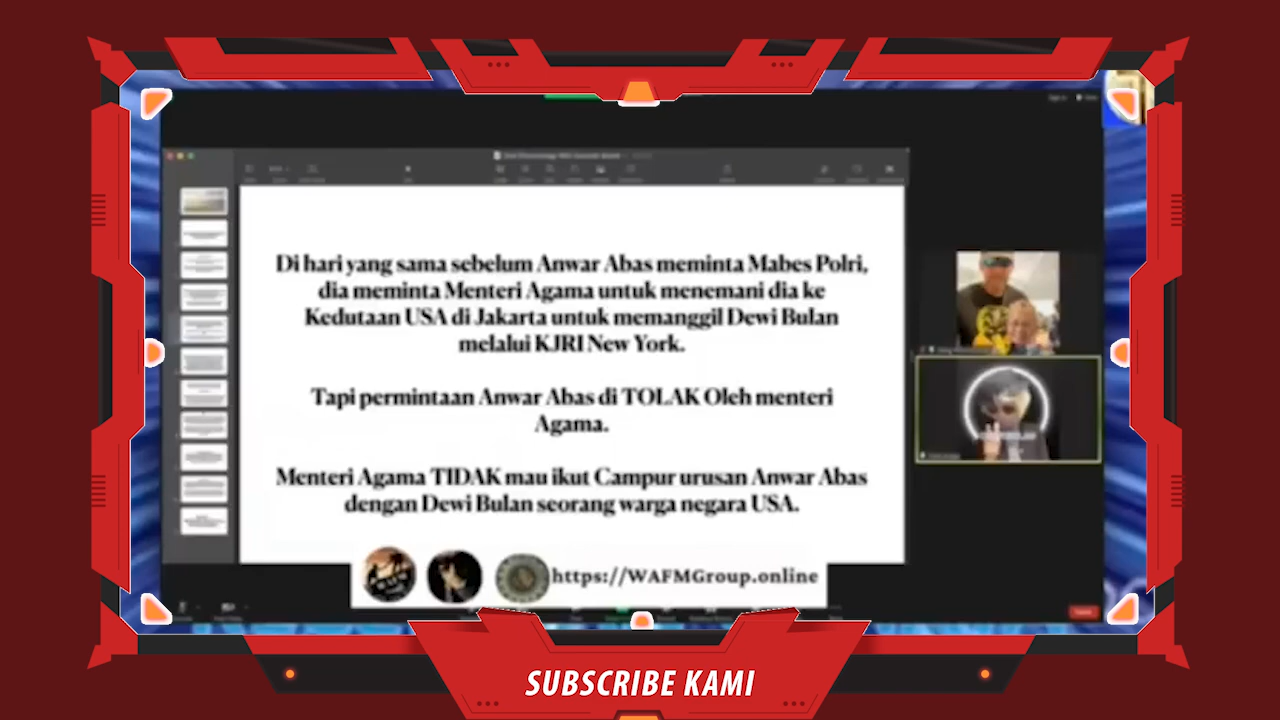 Di hari yang sama sebelum Anwar Abas meminta Mabes Polri,
dia meminta Menteri Agama untuk menemani dia ke
Kedutaan USA di Jakarta untuk memanggil Dewi Bulan
melalui KJRI New York.
Tapi permintaan Anwar Abas di TOLAK Oleh menteri
Agama.
Menteri Agama TIDAK mau ikut Campur urusan Anwar Abas
dengan Dewi Bulan seorang warga negara USA.
https://WAFMGroup.online
SUBSCRIBE KAMI